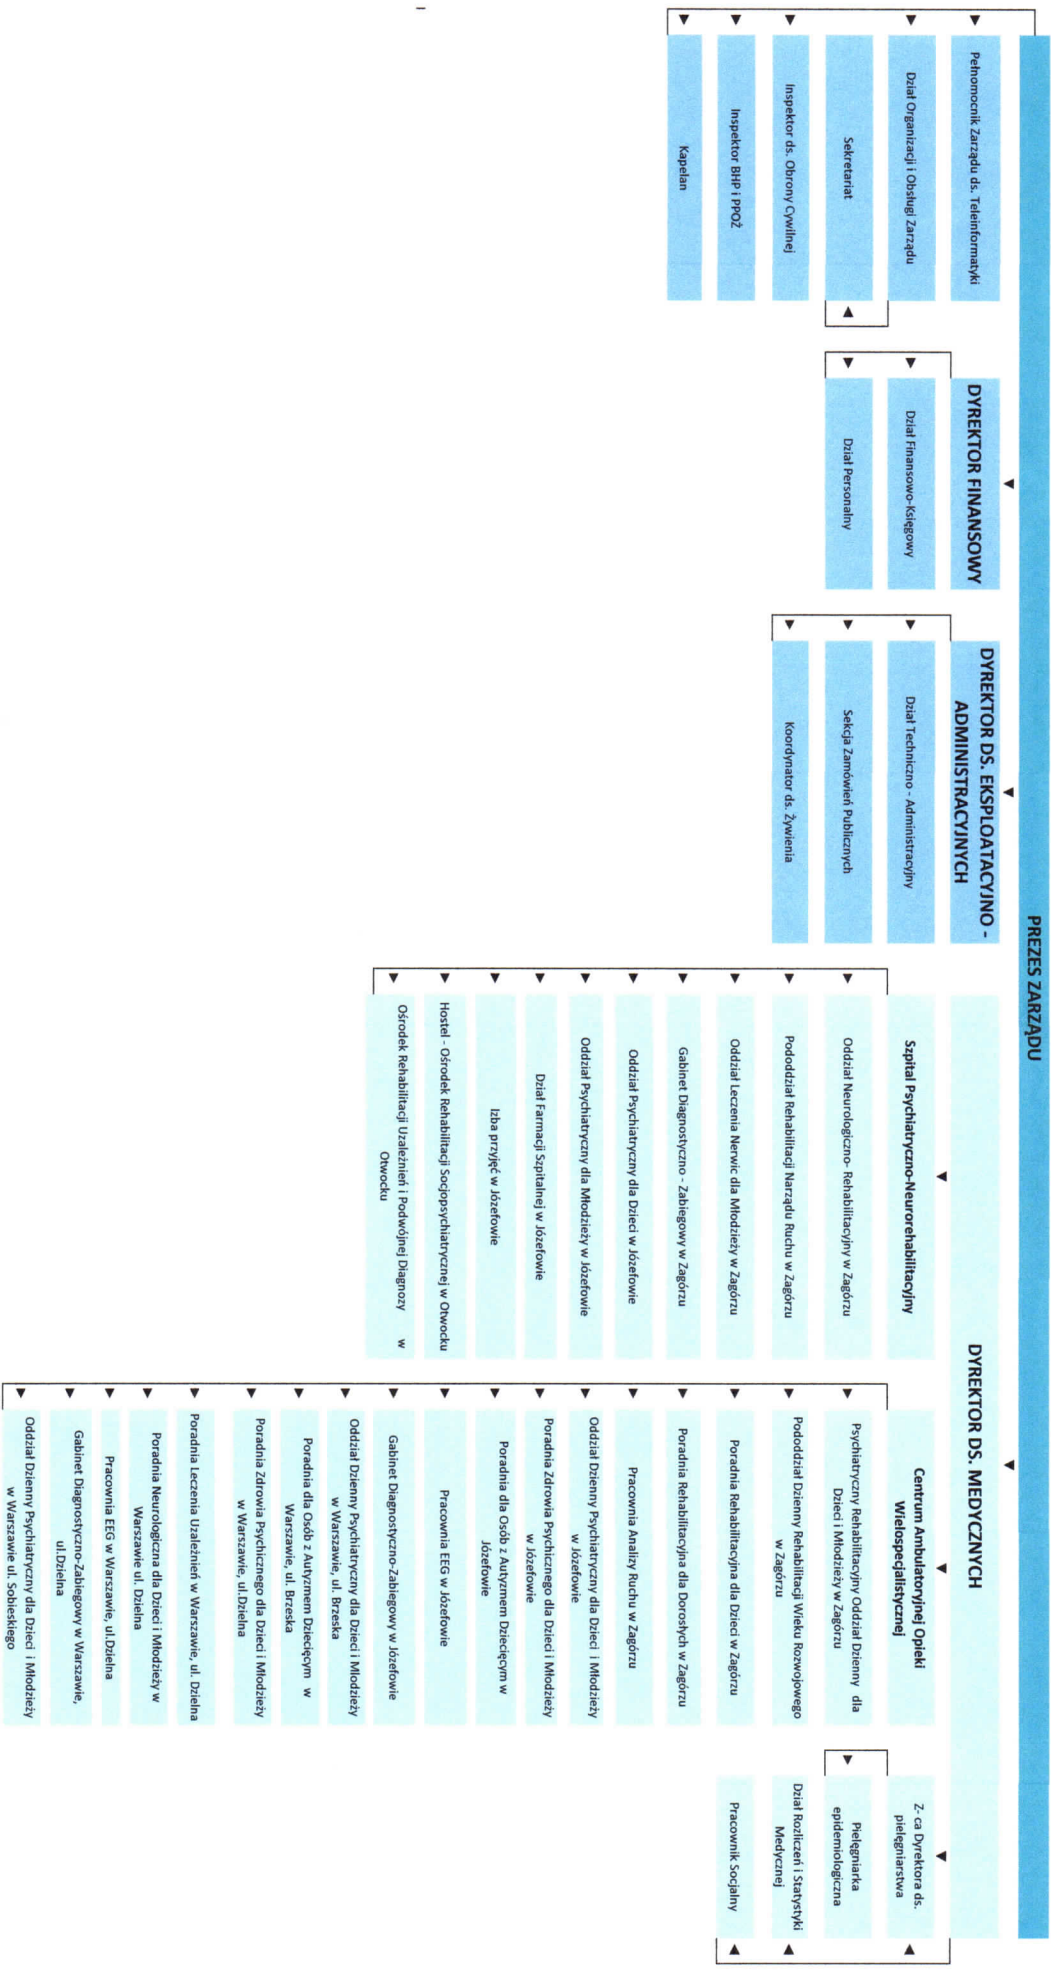 PREZES ZARZĄDU
Pełnomocnik Zarządu ds. Teleinformatyki
Dział Organizacji i Obsługi Zarządu
Sekretariat
Inspektor ds. Obrony Cywilnej
Inspektor BHP i PPOŻ
Kapelan
DYREKTOR FINANSOWY
Dział Finansowo-Księgowy
Dział Personalny
DYREKTOR DS. EKSPLOATACYJNO -
ADMINISTRACYJNYCH
Dział Techniczno - Administracyjny
Sekcja Zamówień Publicznych
Koordynator ds. Żywienia
DYREKTOR DS. MEDYCZNYCH
Szpital Psychiatryczno-Neurorehabilitacyjny
Oddział Neurologiczno- Rehabilitacyjny w Zagórzu
Pododdział Rehabilitacji Narządu Ruchu w Zagórzu
Oddział Leczenia Nerwic dla Młodzieży w Zagórzu
Gabinet Diagnostyczno - Zabiegowy w Zagórzu
Oddział Psychiatryczny dla Dzieci w Józefowie
Oddział Psychiatryczny dla Młodzieży w Józefowie
Dział Farmacji Szpitalnej w Józefowie
Izba przyjęć w Józefowie
Hostel - Ośrodek Rehabilitacji Socjopsychiatrycznej w Otwocku
Ośrodek Rehabilitacji Uzależnień i Podwójnej Diagnozy w
Otwocku
Centrum Ambulatoryjnej Opieki
Wielospecjalistycznej
Psychiatryczny Rehabilitacyjny Oddział Dzienny dla
Dzieci i Młodzieży w Zagórzu
Pododdział Dzienny Rehabilitacji Wieku Rozwojowego
w Zagórzu
Poradnia Rehabilitacyjna dla Dzieci w Zagórzu
Poradnia Rehabilitacyjna dla Dorosłych w Zagórzu
Pracownia Analizy Ruchu w Zagórzu
Oddział Dzienny Psychiatryczny dla Dzieci i Młodzieży
w Józefowie
Poradnia Zdrowia Psychicznego dla Dzieci i Młodzieży
w Józefowie
Poradnia dla Osób z Autyzmem Dziecięcym w
Józefowie
Pracownia EEG w Józefowie
Gabinet Diagnostyczno-Zabiegowy w Józefowie
Oddział Dzienny Psychiatryczny dla Dzieci i Młodzieży
w Warszawie, ul. Brzeska
Poradnia dla Osób z Autyzmem Dziecięcym w
Warszawie, ul. Brzeska
Poradnia Zdrowia Psychicznego dla Dzieci i Młodzieży
w Warszawie, ul.Dzielna
Poradnia Leczenia Uzależnień w Warszawie, ul. Dzielna
Poradnia Neurologiczna dla Dzieci i Młodzieży w
Warszawie ul. Dzielna
Pracownia EEG w Warszawie, ul.Dzielna
Gabinet Diagnostyczno-Zabiegowy w Warszawie,
ul.Dzielna
Oddział Dzienny Psychiatryczny dla Dzieci i Młodzieży
w Warszawie ul. Sobieskiego
Z- ca Dyrektora ds.
pielęgniarstwa
Pielęgniarka
epidemiologiczna
Dział Rozliczeń i Statystyki
Medycznej
Pracownik Socjalny